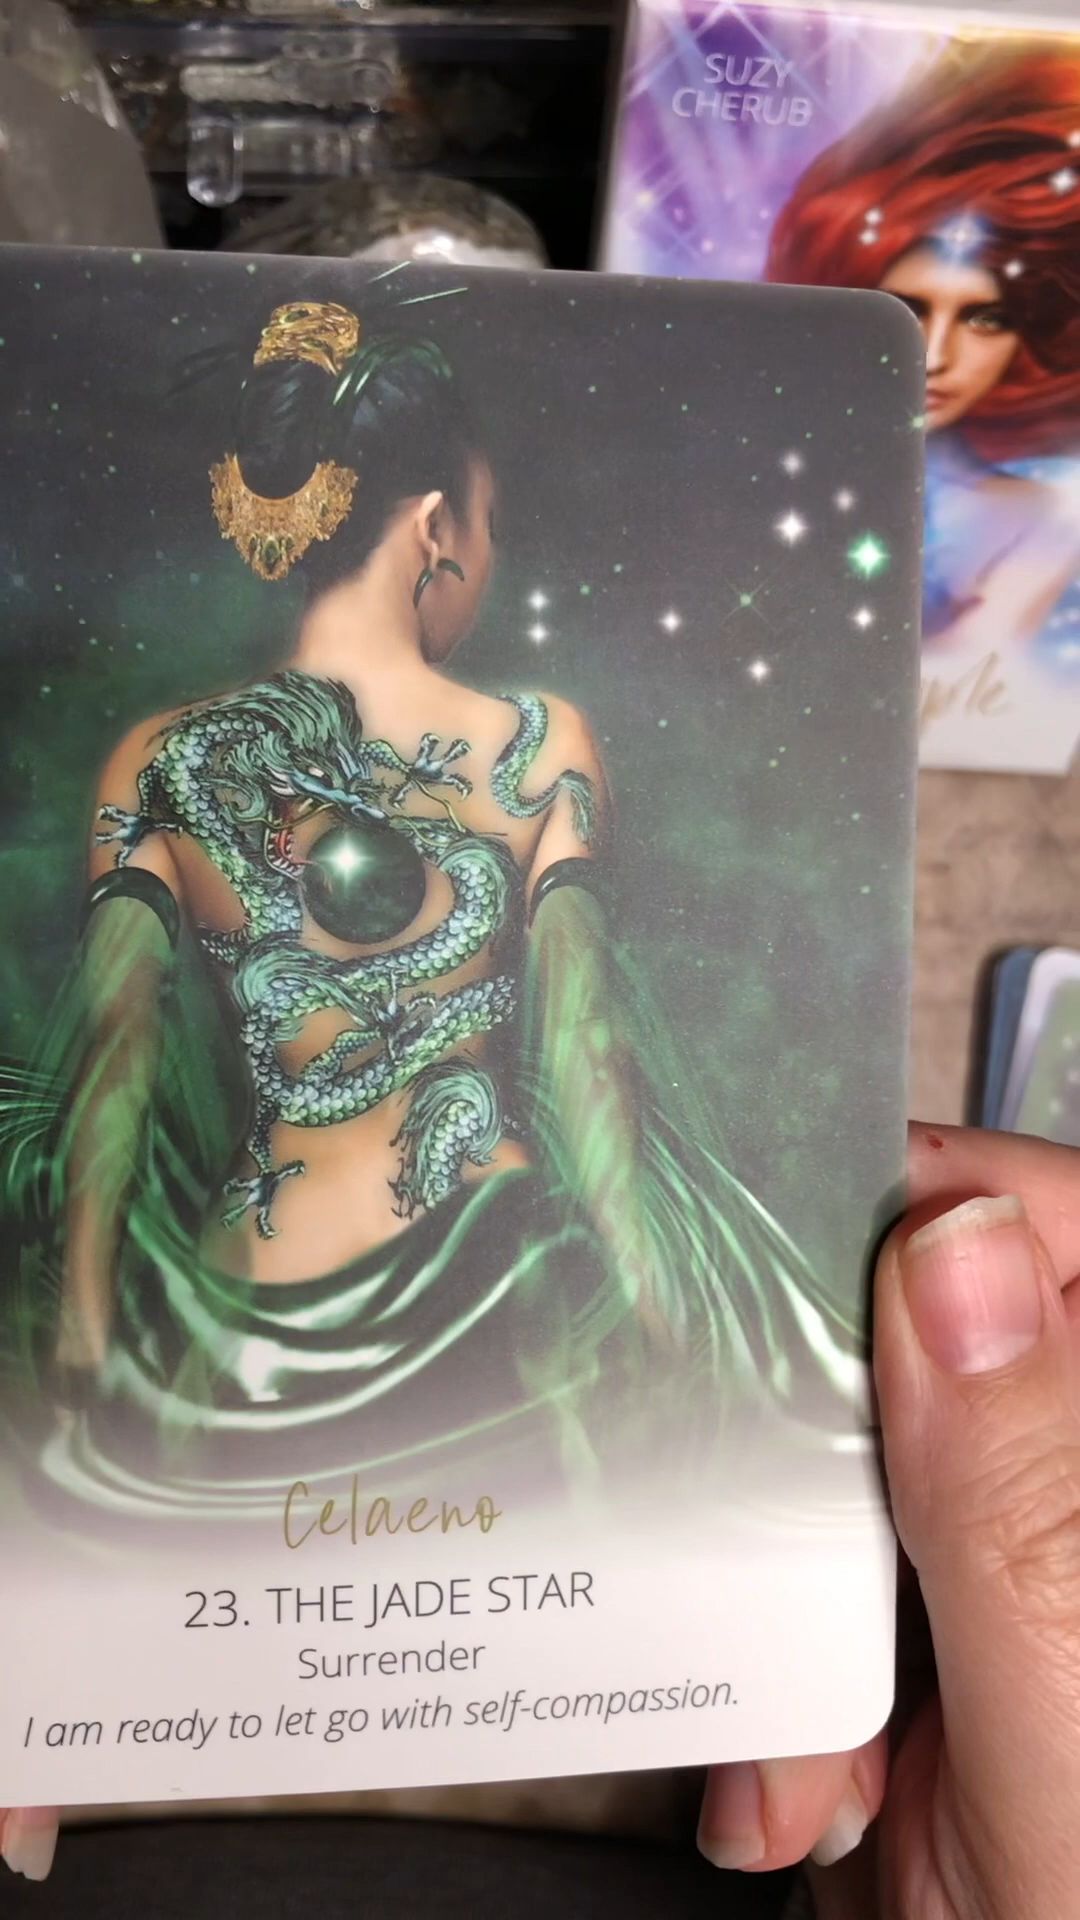 SUZY
CHERUB
Celaeno
23. THE JADE STAR
Surrender
I am ready to let go with self-compassion.